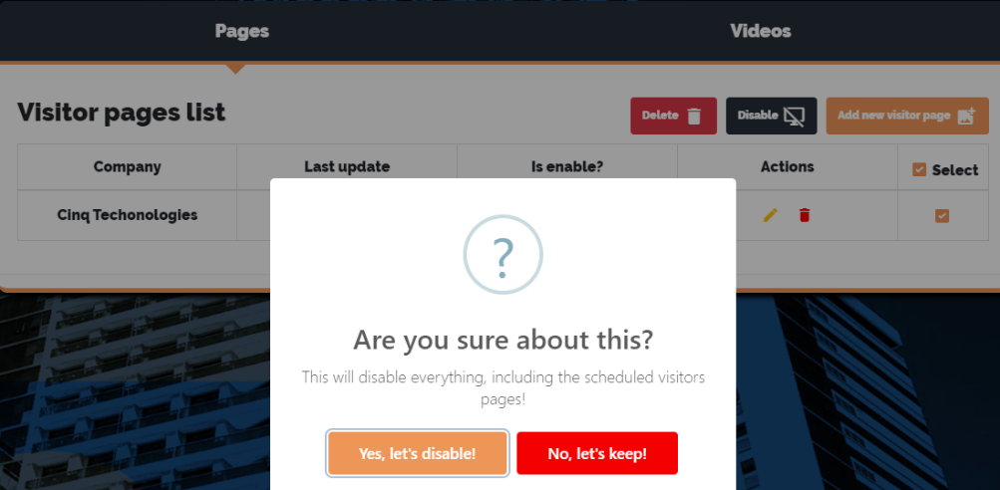 Pages
Videos
Visitor pages list
Delete
Disable
Add new visitor page
Company
Last update
Is enable?
Actions
Select
Cinq Techonologies
?
Are you sure about this?
This will disable everything, including the scheduled visitors
pages!
Yes, let's disable!
No, let's keep!